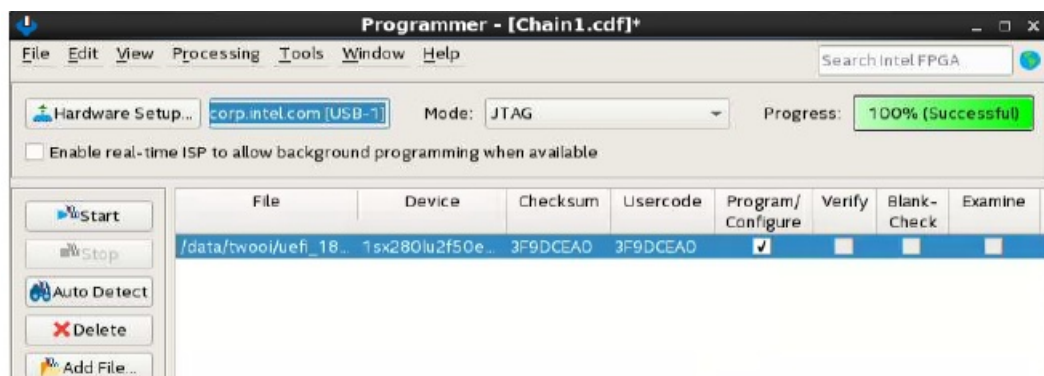 Programmer - [Chain1.cdf]*
File Edit View Processing Tools Window Help
Search Intel FPGA
Hardware Setup... corp.intel.com [USB-1] Mode: JTAG Progress: 100% (Successful)
Enable real-time ISP to allow background programming when available
Start
Stop
Auto Detect
Delete
Add File...
File Device Checksum Usercode Program/ Configure Verify Blank- Check Examine
/data/twooi/uefi_18... 1sx280lu2f50e... 3F9DCEA0 3F9DCEA0